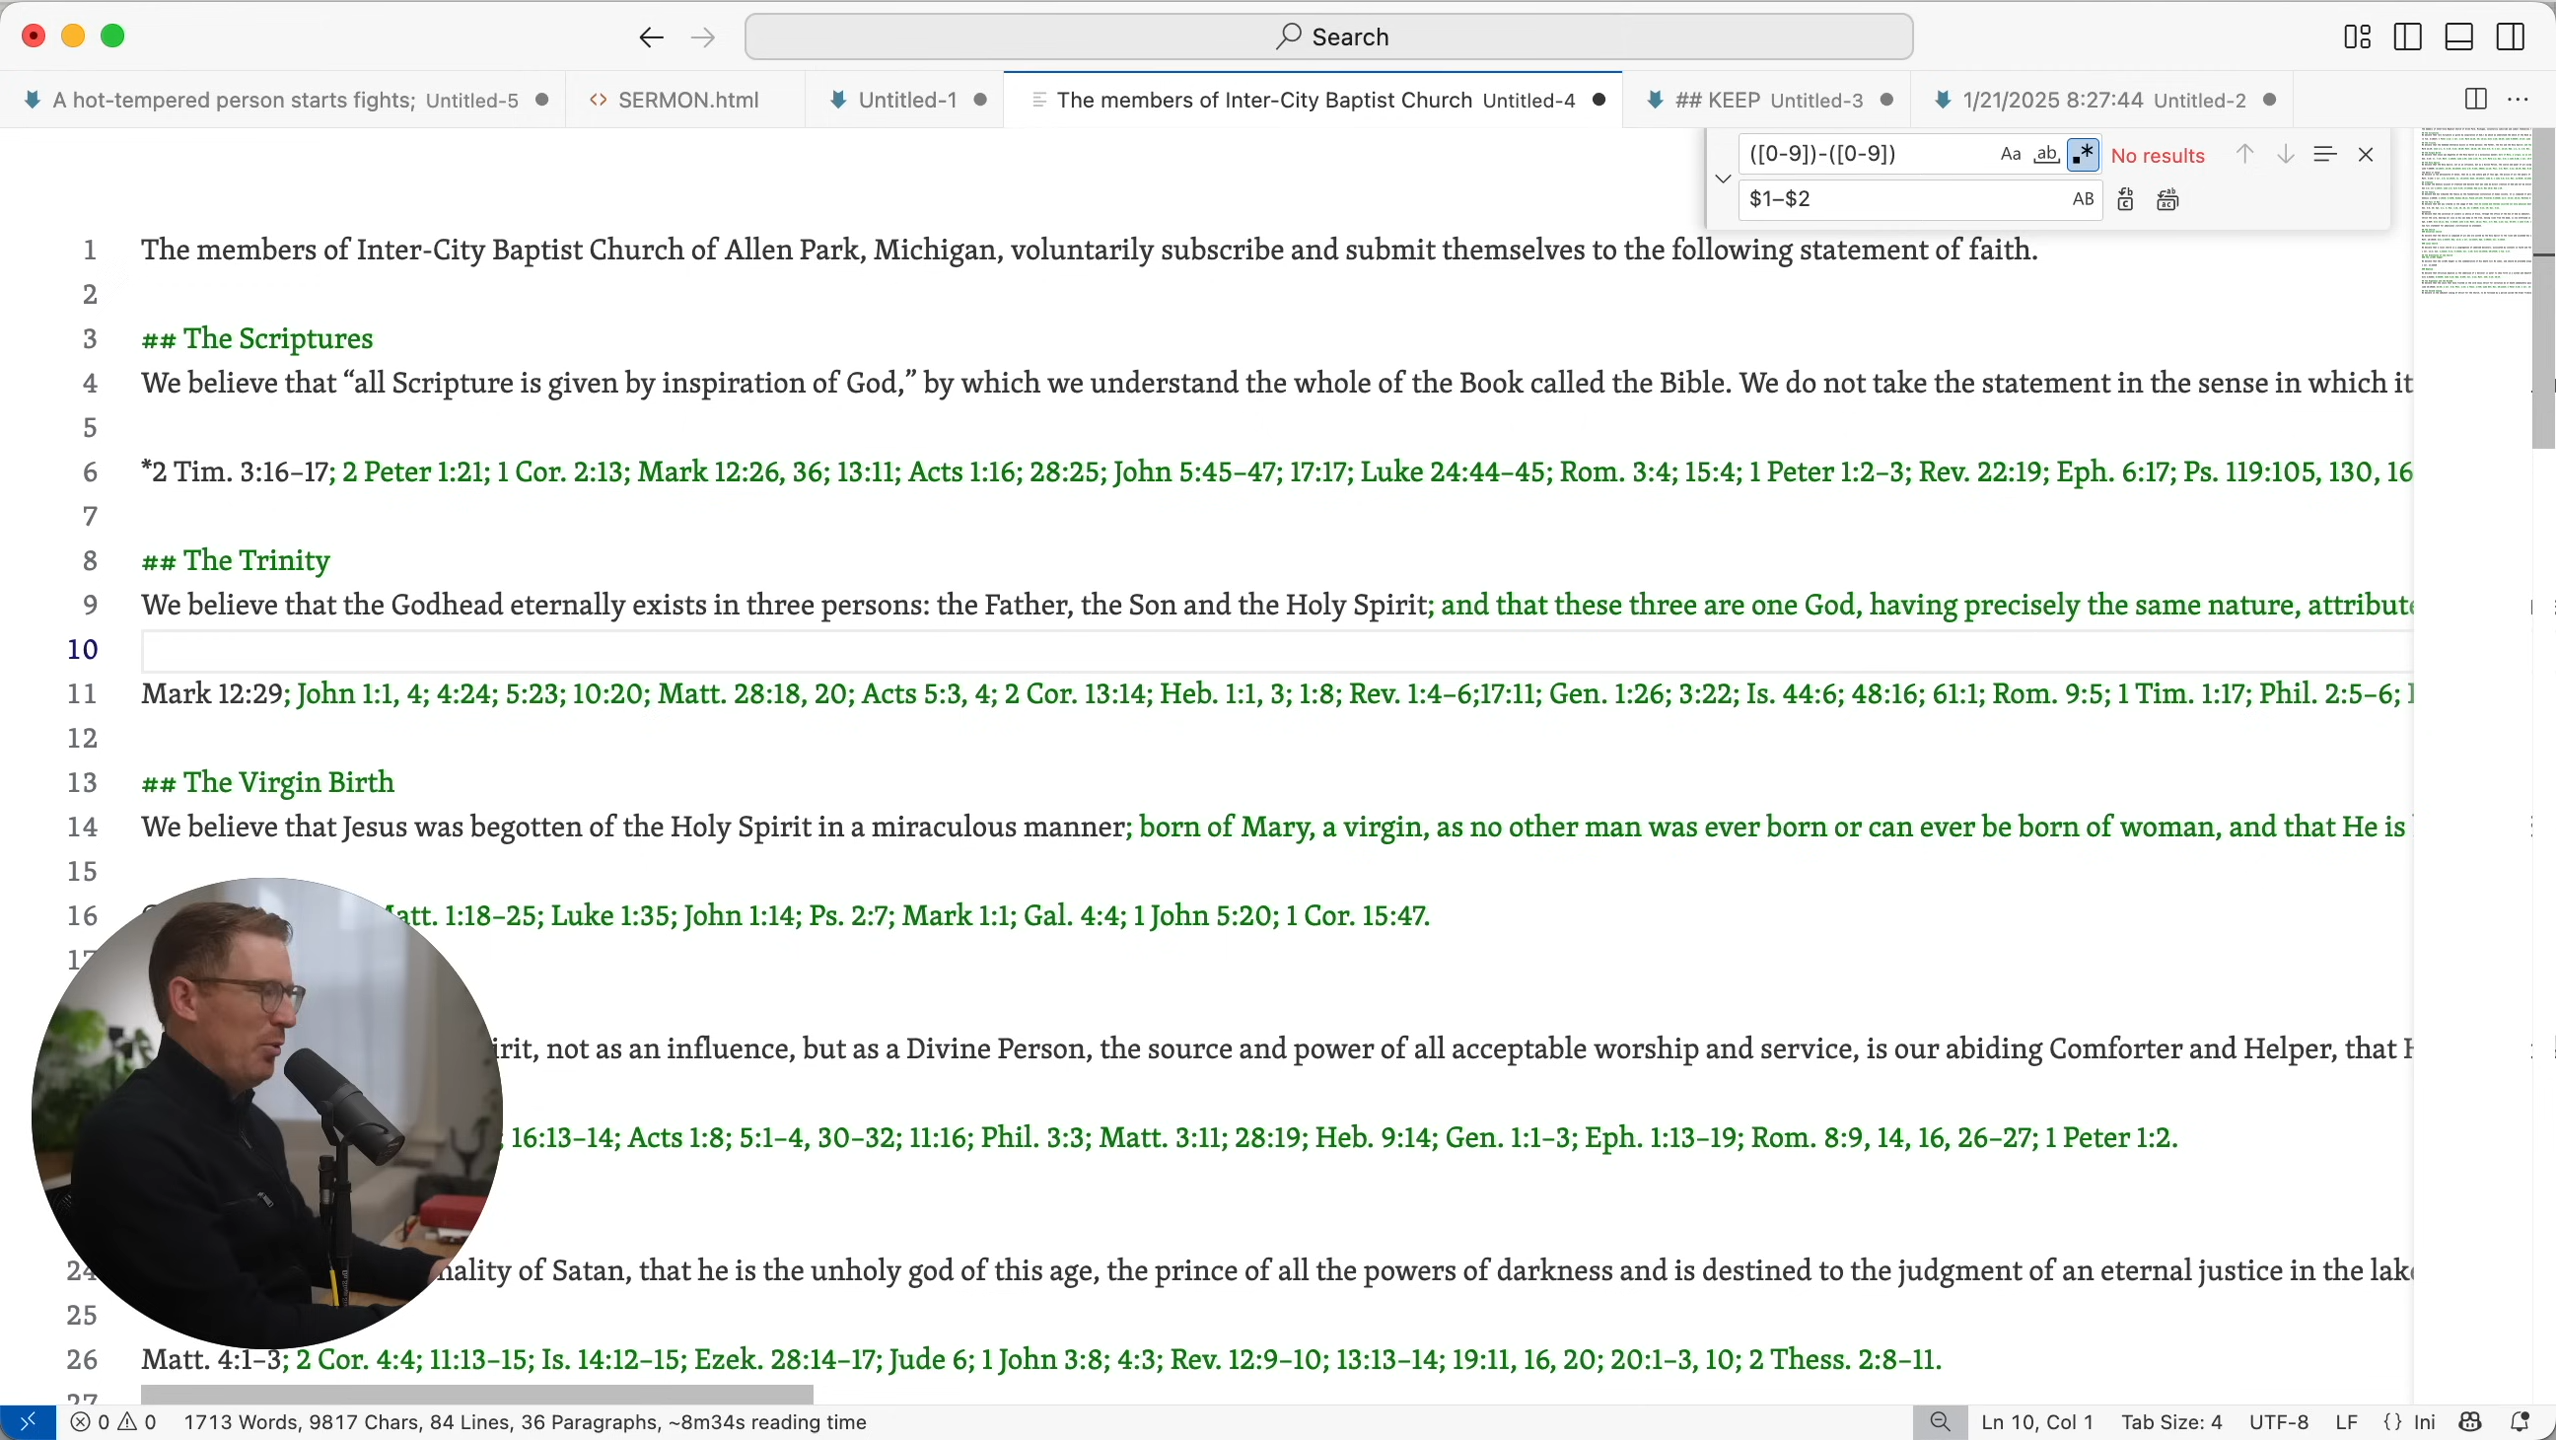 Search
A hot-tempered person starts fights; Untitled-5
SERMON.html
Untitled-1
The members of Inter-City Baptist Church Untitled-4
## KEEP Untitled-3
1/21/2025 8:27:44 Untitled-2
([0-9])-([0-9])
Aa
ab
No results
$1–$2
AB
1 The members of Inter-City Baptist Church of Allen Park, Michigan, voluntarily subscribe and submit themselves to the following statement of faith.
2
3 ## The Scriptures
4 We believe that “all Scripture is given by inspiration of God,” by which we understand the whole of the Book called the Bible. We do not take the statement in the sense in which it
5
6 *2 Tim. 3:16–17; 2 Peter 1:21; 1 Cor. 2:13; Mark 12:26, 36; 13:11; Acts 1:16; 28:25; John 5:45–47; 17:17; Luke 24:44–45; Rom. 3:4; 15:4; 1 Peter 1:2–3; Rev. 22:19; Eph. 6:17; Ps. 119:105, 130, 16
7
8 ## The Trinity
9 We believe that the Godhead eternally exists in three persons: the Father, the Son and the Holy Spirit; and that these three are one God, having precisely the same nature, attribut
10
11 Mark 12:29; John 1:1, 4; 4:24; 5:23; 10:20; Matt. 28:18, 20; Acts 5:3, 4; 2 Cor. 13:14; Heb. 1:1, 3; 1:8; Rev. 1:4–6;17:11; Gen. 1:26; 3:22; Is. 44:6; 48:16; 61:1; Rom. 9:5; 1 Tim. 1:17; Phil. 2:5–6;
12
13 ## The Virgin Birth
14 We believe that Jesus was begotten of the Holy Spirit in a miraculous manner; born of Mary, a virgin, as no other man was ever born or can ever be born of woman, and that He is
15
16 Matt. 1:18–25; Luke 1:35; John 1:14; Ps. 2:7; Mark 1:1; Gal. 4:4; 1 John 5:20; 1 Cor. 15:47.
17
irit, not as an influence, but as a Divine Person, the source and power of all acceptable worship and service, is our abiding Comforter and Helper, that
; 16:13–14; Acts 1:8; 5:1–4, 30–32; 11:16; Phil. 3:3; Matt. 3:11; 28:19; Heb. 9:14; Gen. 1:1–3; Eph. 1:13–19; Rom. 8:9, 14, 16, 26–27; 1 Peter 1:2.
24 nality of Satan, that he is the unholy god of this age, the prince of all the powers of darkness and is destined to the judgment of an eternal justice in the lak
25
26 Matt. 4:1–3; 2 Cor. 4:4; 11:13–15; Is. 14:12–15; Ezek. 28:14–17; Jude 6; 1 John 3:8; 4:3; Rev. 12:9–10; 13:13–14; 19:11, 16, 20; 20:1–3, 10; 2 Thess. 2:8–11.
27
0 0 1713 Words, 9817 Chars, 84 Lines, 36 Paragraphs, ~8m34s reading time
Ln 10, Col 1 Tab Size: 4 UTF-8 LF {} Ini